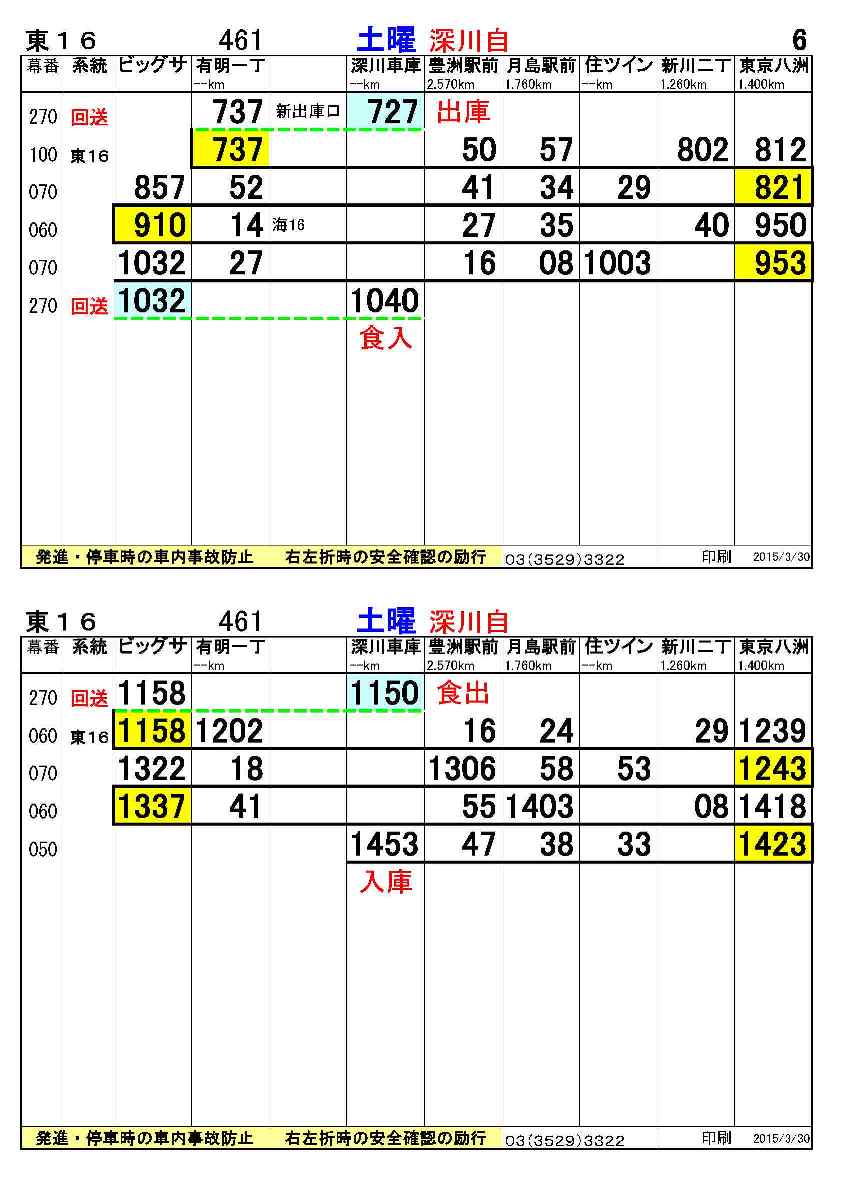 東１６ 461 土曜 深川自 6
幕番 系統 ビッグサ 有明一丁 深川車庫 豊洲駅前 月島駅前 住ツイン 新川二丁 東京八洲
--km --km 2.570km 1.760km --km 1.260km 1.400km
270 回送 737 新出庫口 727 出庫
100 東16 737 50 57 802 812
070 857 52 41 34 29 821
060 910 14 海16 27 35 40 950
070 1032 27 16 08 1003 953
270 回送 1032 1040
食入
発進・停車時の車内事故防止 右左折時の安全確認の励行 03(3529)3322 印刷 2015/3/30
東１６ 461 土曜 深川自
幕番 系統 ビッグサ 有明一丁 深川車庫 豊洲駅前 月島駅前 住ツイン 新川二丁 東京八洲
--km --km 2.570km 1.760km --km 1.260km 1.400km
270 回送 1158 1150 食出
060 東16 1158 1202 16 24 29 1239
070 1322 18 1306 58 53 1243
060 1337 41 55 1403 08 1418
050 1453 47 38 33 1423
入庫
発進・停車時の車内事故防止 右左折時の安全確認の励行 03(3529)3322 印刷 2015/3/30